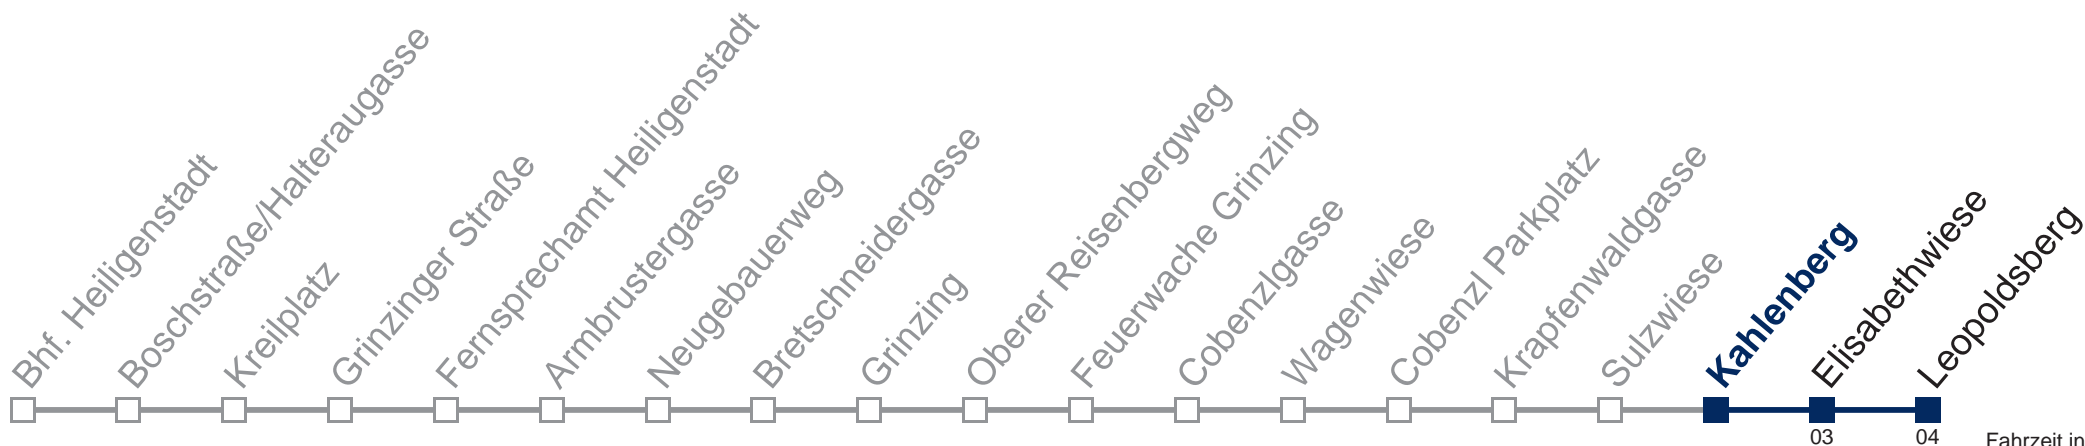 Bhf. Heiligenstadt
Boschstraße/Halteraugasse
Kreilplatz
Grinzinger Straße
Fernsprechamt Heiligenstadt
Armbrustergasse
Neugebauerweg
Bretschneidergasse
Grinzing
Oberer Reisenbergweg
Feuerwache Grinzing
Cobenzlgasse
Wagenwiese
Cobenzl Parkplatz
Krapfenwaldgasse
Sulzwiese
Kahlenberg
Elisabethwiese
Leopoldsberg
03
04
Fahrzeit in